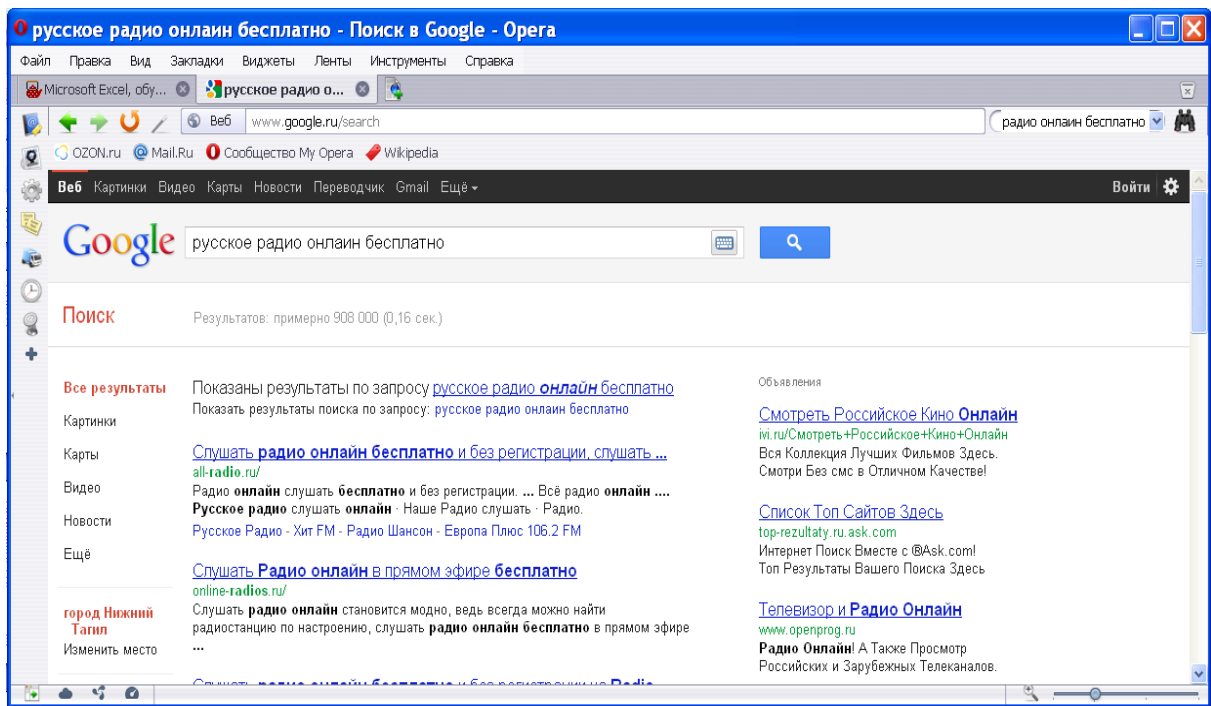 русское радио онлаин бесплатно - Поиск в Google - Opera
Файл Правка Вид Закладки Виджеты Ленты Инструменты Справка
Microsoft Excel, обу... русское радио о...
Веб www.google.ru/search радио онлаин бесплатно
OZON.ru Mail.Ru Сообщество My Opera Wikipedia
Веб Картинки Видео Карты Новости Переводчик Gmail Ещё Войти
Google русское радио онлаин бесплатно
Поиск Результатов: примерно 908 000 (0,16 сек.)
Все результаты
Картинки
Карты
Видео
Новости
Ещё
город Нижний
Тагил
Изменить место
Показаны результаты по запросу русское радио онлайн бесплатно
Показать результаты поиска по запросу: русское радио онлаин бесплатно
Слушать радио онлайн бесплатно и без регистрации, слушать ...
all-radio.ru/
Радио онлайн слушать бесплатно и без регистрации. ... Всё радио онлайн ....
Русское радио слушать онлайн · Наше Радио слушать · Радио.
Русское Радио - Хит FM - Радио Шансон - Европа Плюс 106.2 FM
Слушать Радио онлайн в прямом эфире бесплатно
online-radios.ru/
Слушать радио онлайн становится модно, ведь всегда можно найти
радиостанцию по настроению, слушать радио онлайн бесплатно в прямом эфире
...
Слушать радио онлайн бесплатно и без регистрации на Radio
Объявления
Смотреть Российское Кино Онлайн
ivi.ru/Смотреть+Российское+Кино+Онлайн
Вся Коллекция Лучших Фильмов Здесь.
Смотри Без смс в Отличном Качестве!
Список Топ Сайтов Здесь
top-rezultaty.ru.ask.com
Интернет Поиск Вместе с ®Ask.com!
Топ Результаты Вашего Поиска Здесь
Телевизор и Радио Онлайн
www.openprog.ru
Радио Онлайн! А Также Просмотр
Российских и Зарубежных Телеканалов.